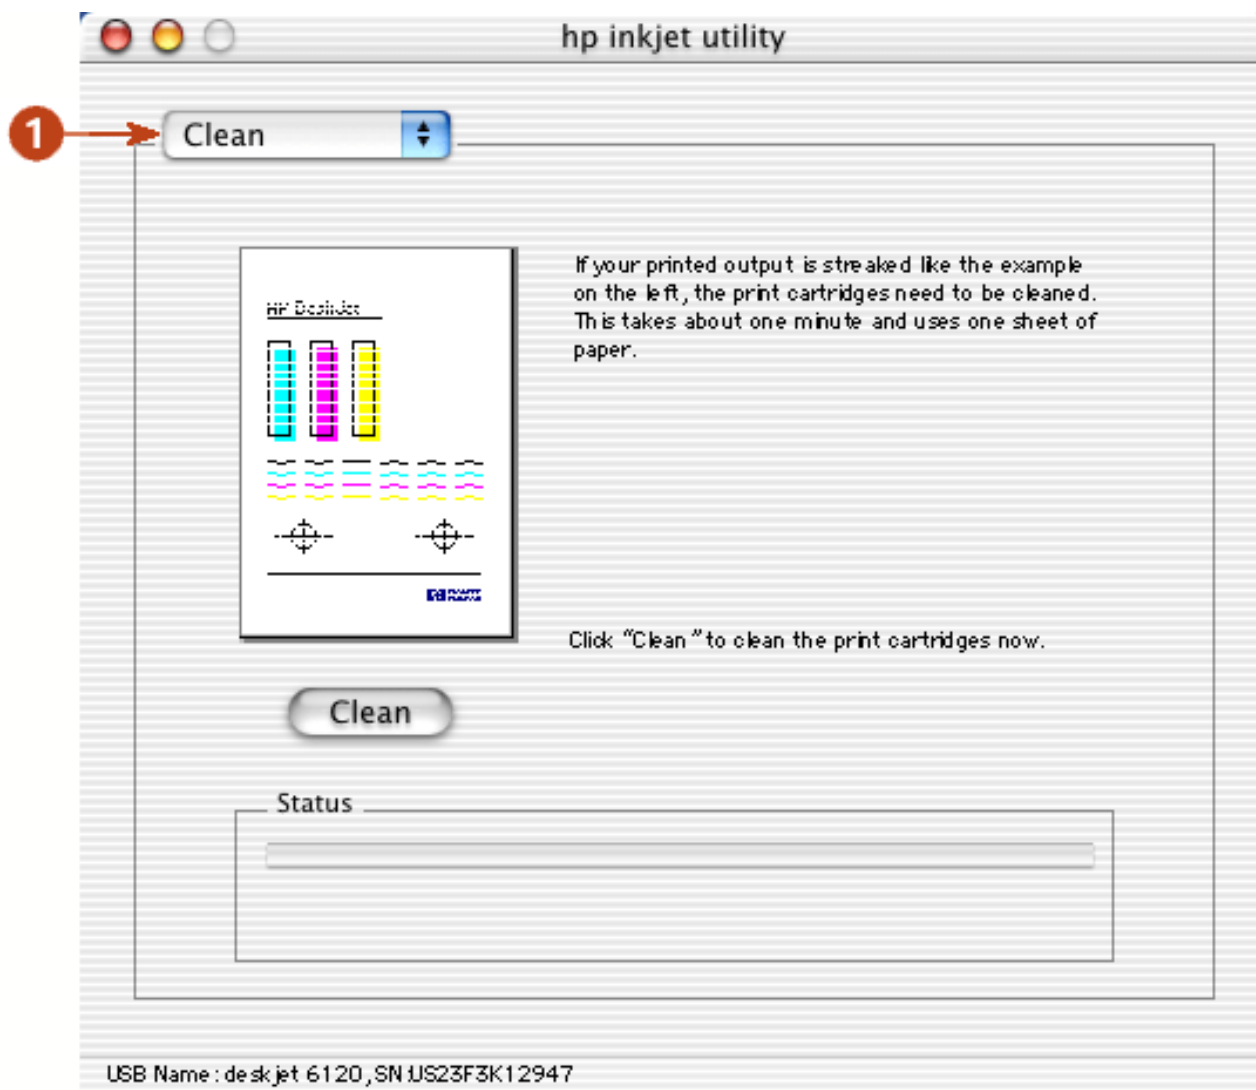 hp inkjet utility
1
Clean
If your printed output is streaked like the example
on the left, the print cartridges need to be cleaned.
This takes about one minute and uses one sheet of
paper.
HP DeskJet
Click "Clean" to clean the print cartridges now.
Clean
Status
USB Name: deskjet 6120, SN:US23F3K12947